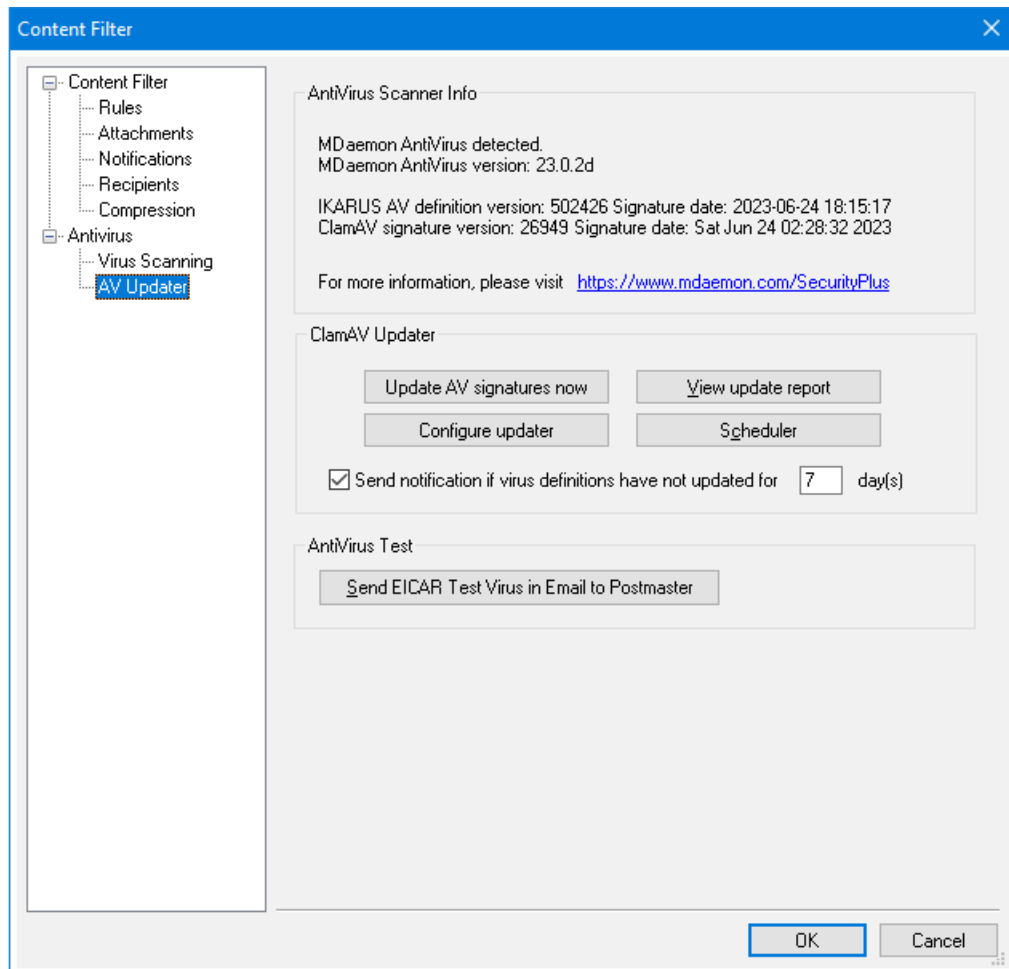 Content Filter
Content Filter
Rules
Attachments
Notifications
Recipients
Compression
Antivirus
Virus Scanning
AV Updater
AntiVirus Scanner Info
MDaemon AntiVirus detected.
MDaemon AntiVirus version: 23.0.2d
IKARUS AV definition version: 502426 Signature date: 2023-06-24 18:15:17
ClamAV signature version: 26949 Signature date: Sat Jun 24 02:28:32 2023
For more information, please visit https://www.mdaemon.com/SecurityPlus
ClamAV Updater
Update AV signatures now View update report
Configure updater Scheduler
Send notification if virus definitions have not updated for 7 day(s)
AntiVirus Test
Send EICAR Test Virus in Email to Postmaster
OK Cancel